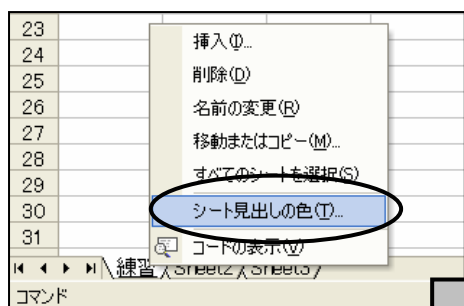 23
24
25
26
27
28
29
30
31
挿入(I)...
削除(D)
名前の変更(R)
移動またはコピー(M)...
すべてのシートを選択(S)
シート見出しの色(T)...
コードの表示(V)
練習 / Sheet2 / Sheet3 /
コマンド